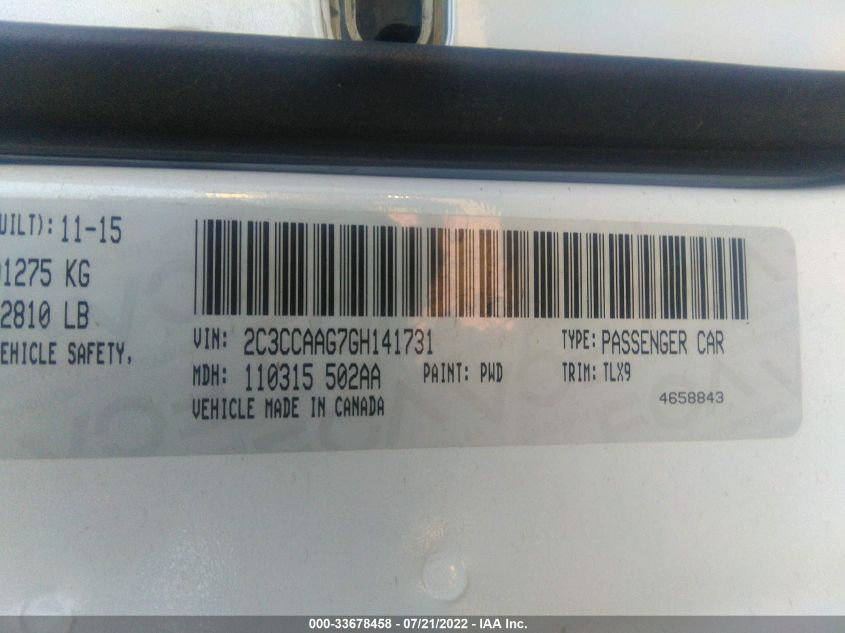 UILT): 11-15
1275 KG
2810 LB
EHICLE SAFETY,
VIN: 2C3CCAAG7GH141731 TYPE: PASSENGER CAR
MDH: 110315 502AA PAINT: PWD TRIM: TLX9
VEHICLE MADE IN CANADA 4658843
000-33678458 - 07/21/2022 - IAA Inc.